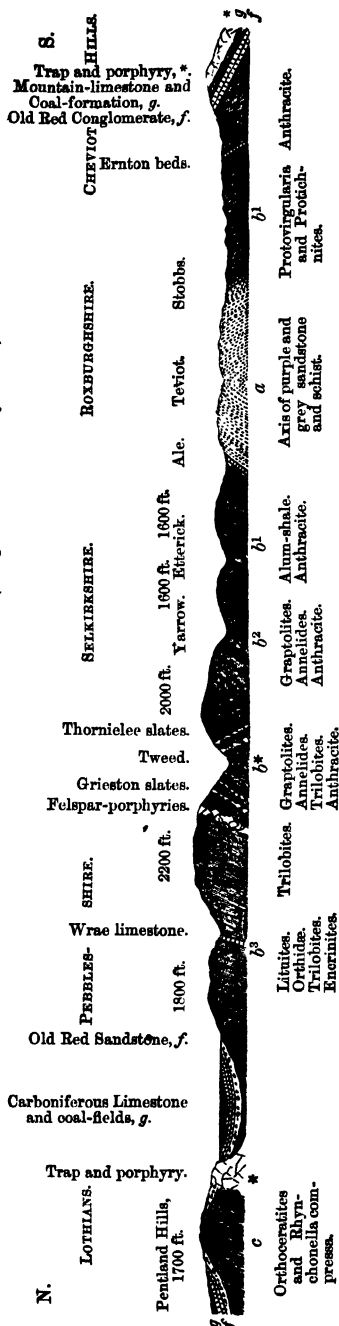 N.
LOTHIANS.
PEEBLES-
SHIRE.
SELKIRKSHIRE.
ROXBURGHSHIRE.
CHEVIOT
HILLS.
S.
Pentland Hills,
1700 ft.
Trap and porphyry.
Carboniferous Limestone
and coal-fields, g.
Old Red Sandstone, f.
1800 ft.
Wrae limestone.
2200 ft.
Felspar-porphyries.
Grieston slates.
Tweed.
Thornielee slates.
2000 ft.
Yarrow.
1600 ft.
Etterick.
1600 ft.
Ale.
Teviot.
Stobbs.
Ernton beds.
Old Red Conglomerate, f.
Mountain-limestone and
Coal-formation, g.
Trap and porphyry, *.
g
f
c
*
b3
b*
b2
b1
a
b1
*
g
f
Orthoceratites
and Rhyn-
chonella com-
pressa.
Lituites.
Orthidæ.
Trilobites.
Encrinites.
Trilobites.
Graptolites.
Annelides.
Trilobites.
Anthracite.
Graptolites.
Annelides.
Anthracite.
Alum-shale.
Anthracite.
Axis of purple and
grey sandstone
and schist.
Protovirgularia
and Protich-
nites.
Anthracite.